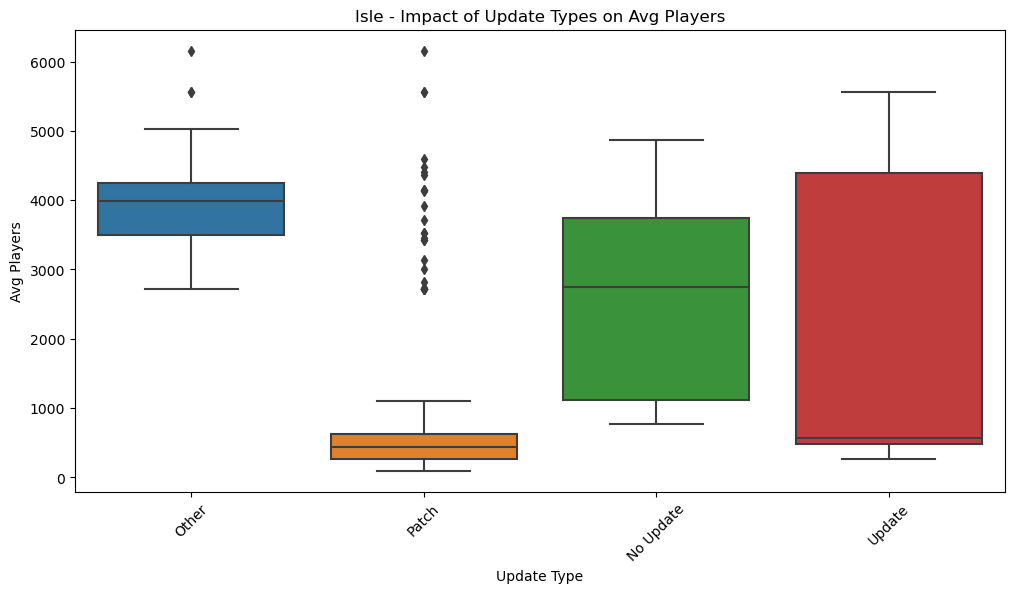 Isle - Impact of Update Types on Avg Players
6000
5000
4000
3000
2000
1000
0
Avg Players
Other
Patch
No Update
Update
Update Type